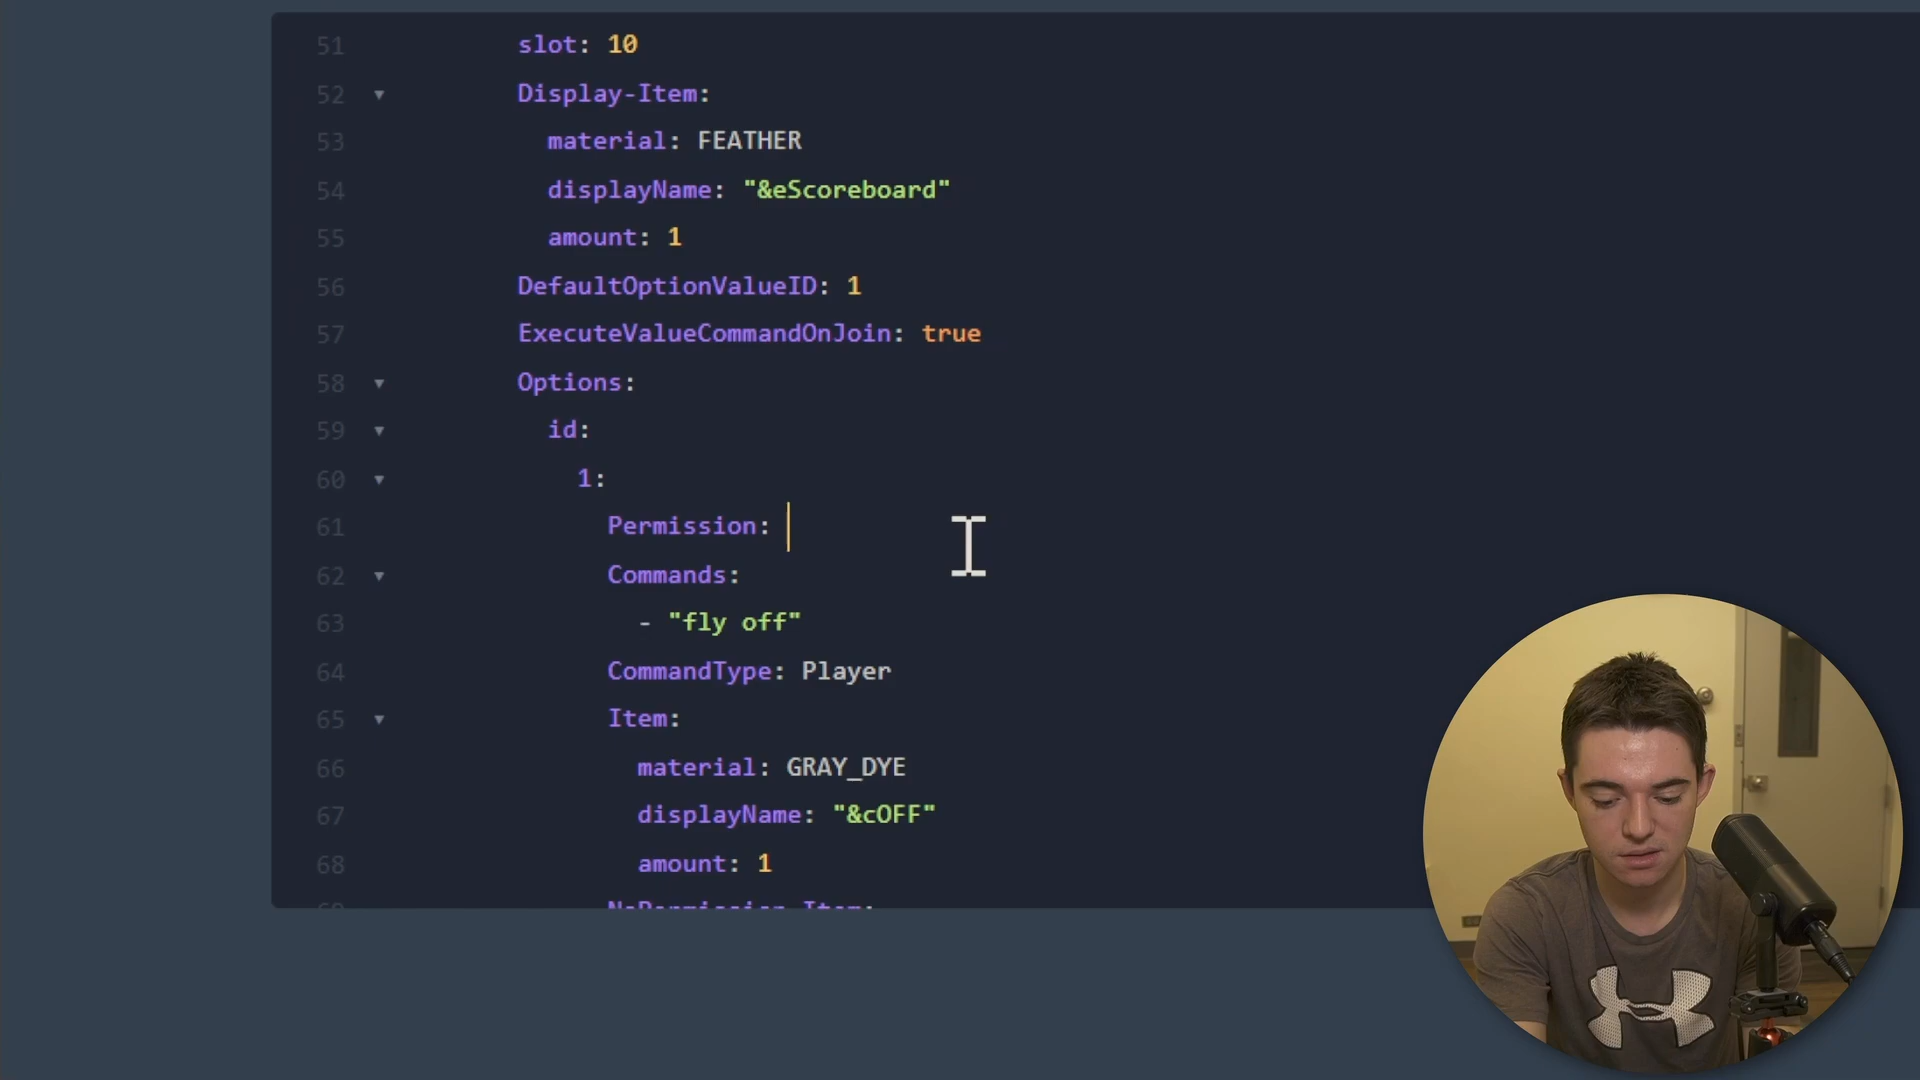 51 slot: 10
52 Display-Item:
53 material: FEATHER
54 displayName: "&eScoreboard"
55 amount: 1
56 DefaultOptionValueID: 1
57 ExecuteValueCommandOnJoin: true
58 Options:
59 id:
60 1:
61 Permission:
62 Commands:
63 - "fly off"
64 CommandType: Player
65 Item:
66 material: GRAY_DYE
67 displayName: "&cOFF"
68 amount: 1